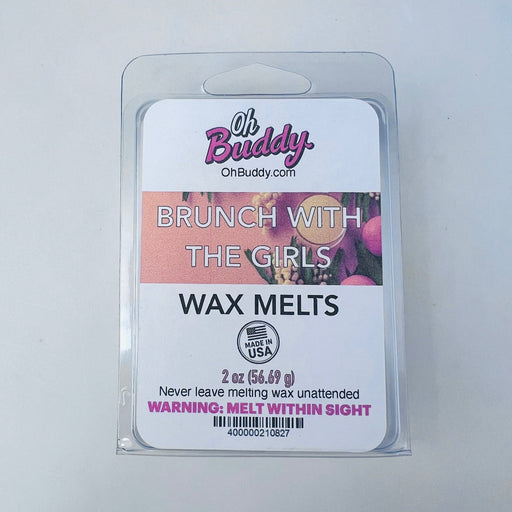 Oh
Buddy
OhBuddy.com
BRUNCH WITH
THE GIRLS
WAX MELTS
MADE IN
USA
2 oz (56.69 g)
Never leave melting wax unattended
WARNING: MELT WITHIN SIGHT
400000210827